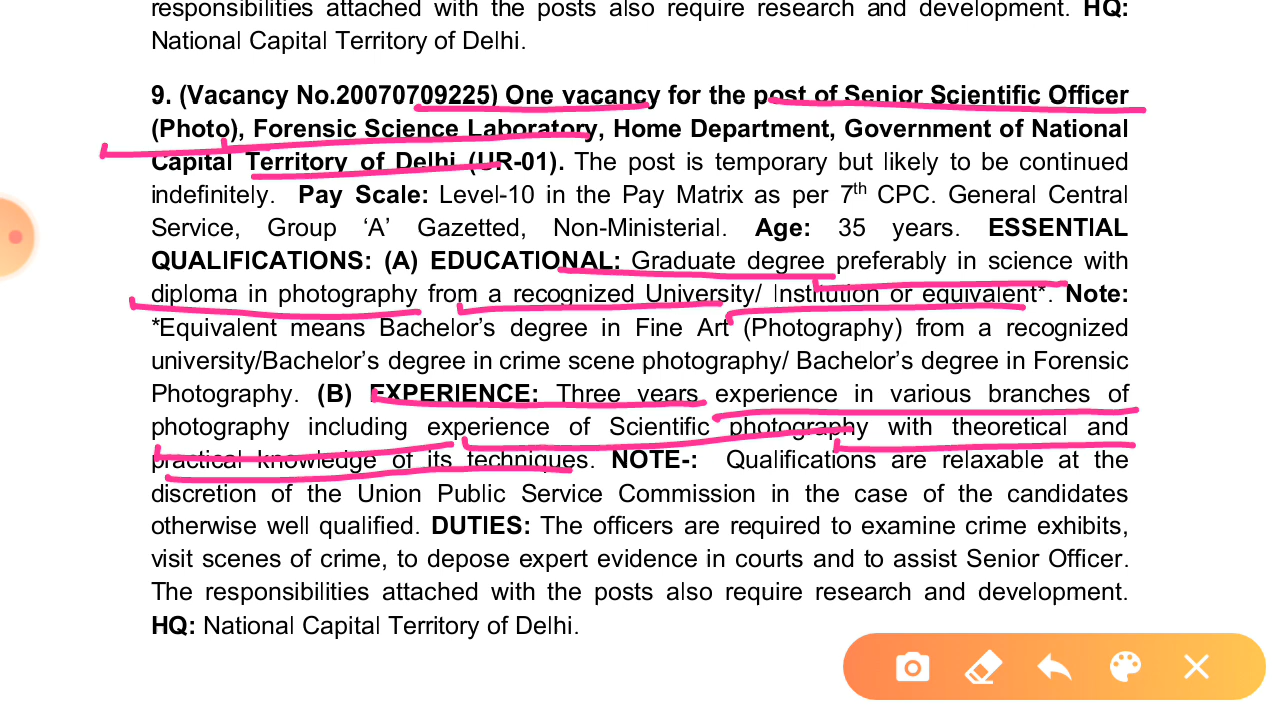 responsibilities attached with the posts also require research and development. HQ:
National Capital Territory of Delhi.
9. (Vacancy No.20070709225) One vacancy for the post of Senior Scientific Officer
(Photo), Forensic Science Laboratory, Home Department, Government of National
Capital Territory of Delhi (UR-01). The post is temporary but likely to be continued
indefinitely. Pay Scale: Level-10 in the Pay Matrix as per 7th CPC. General Central
Service, Group ‘A’ Gazetted, Non-Ministerial. Age: 35 years. ESSENTIAL
QUALIFICATIONS: (A) EDUCATIONAL: Graduate degree preferably in science with
diploma in photography from a recognized University/ Institution or equivalent*. Note:
*Equivalent means Bachelor’s degree in Fine Art (Photography) from a recognized
university/Bachelor’s degree in crime scene photography/ Bachelor’s degree in Forensic
Photography. (B) EXPERIENCE: Three years experience in various branches of
photography including experience of Scientific photography with theoretical and
practical knowledge of its techniques. NOTE-: Qualifications are relaxable at the
discretion of the Union Public Service Commission in the case of the candidates
otherwise well qualified. DUTIES: The officers are required to examine crime exhibits,
visit scenes of crime, to depose expert evidence in courts and to assist Senior Officer.
The responsibilities attached with the posts also require research and development.
HQ: National Capital Territory of Delhi.